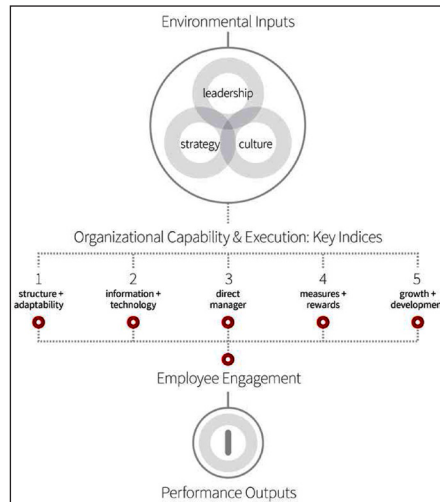 Environmental Inputs
leadership
strategy culture
Organizational Capability & Execution: Key Indices
1 2 3 4 5
structure + information + direct measures + growth +
adaptability technology manager rewards development
Employee Engagement
Performance Outputs